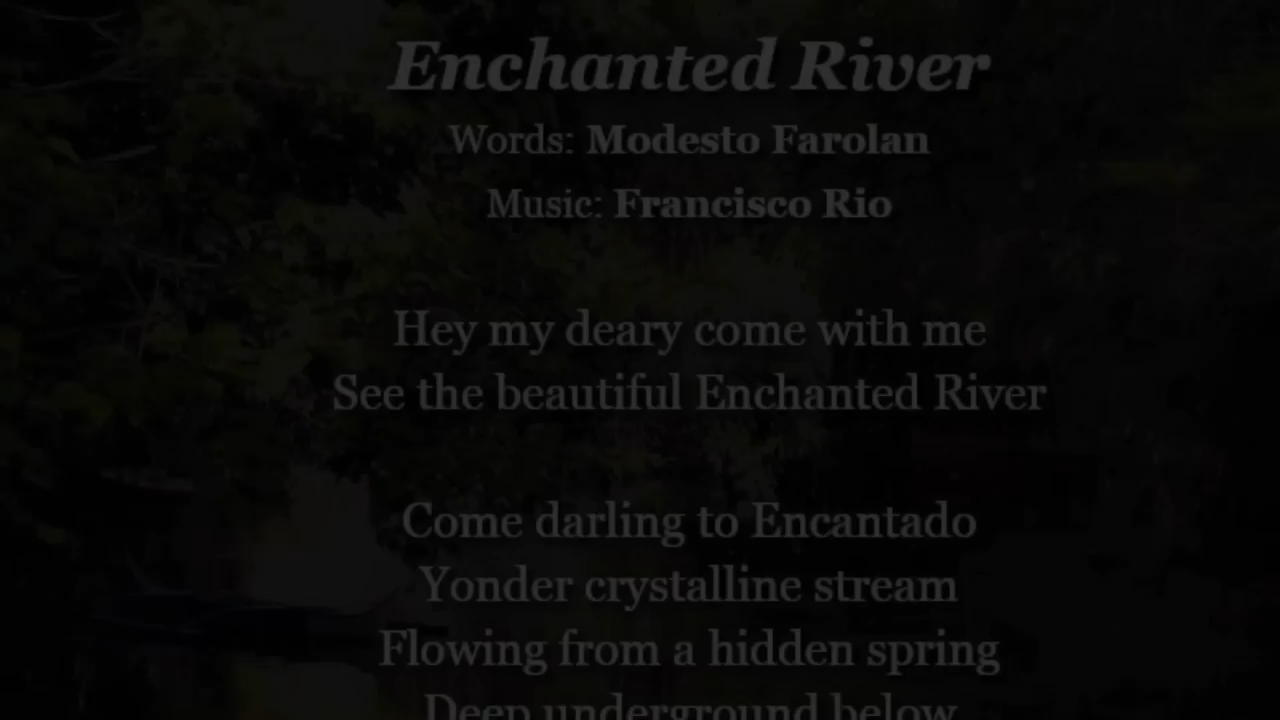 Enchanted River
Words: Modesto Farolan
Music: Francisco Rio
Hey my deary come with me
See the beautiful Enchanted River
Come darling to Encantado
Yonder crystalline stream
Flowing from a hidden spring
Deep underground below